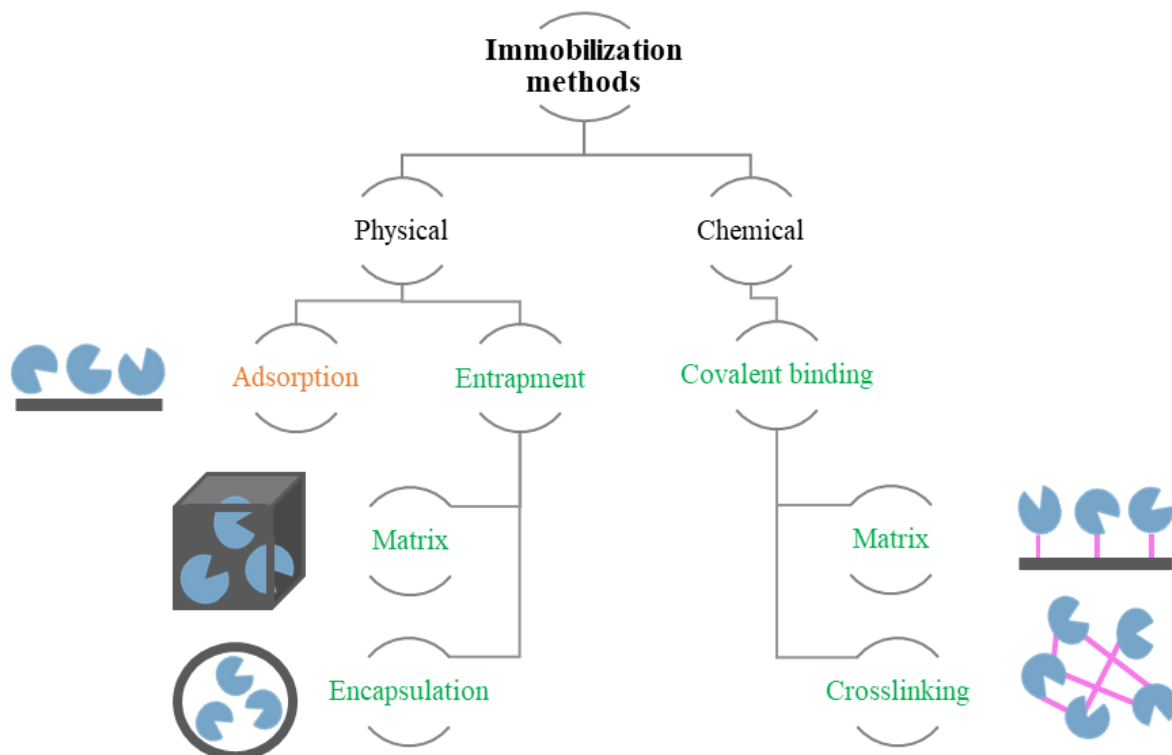 Immobilization
methods
Physical
Chemical
Adsorption
Entrapment
Covalent binding
Matrix
Matrix
Encapsulation
Crosslinking